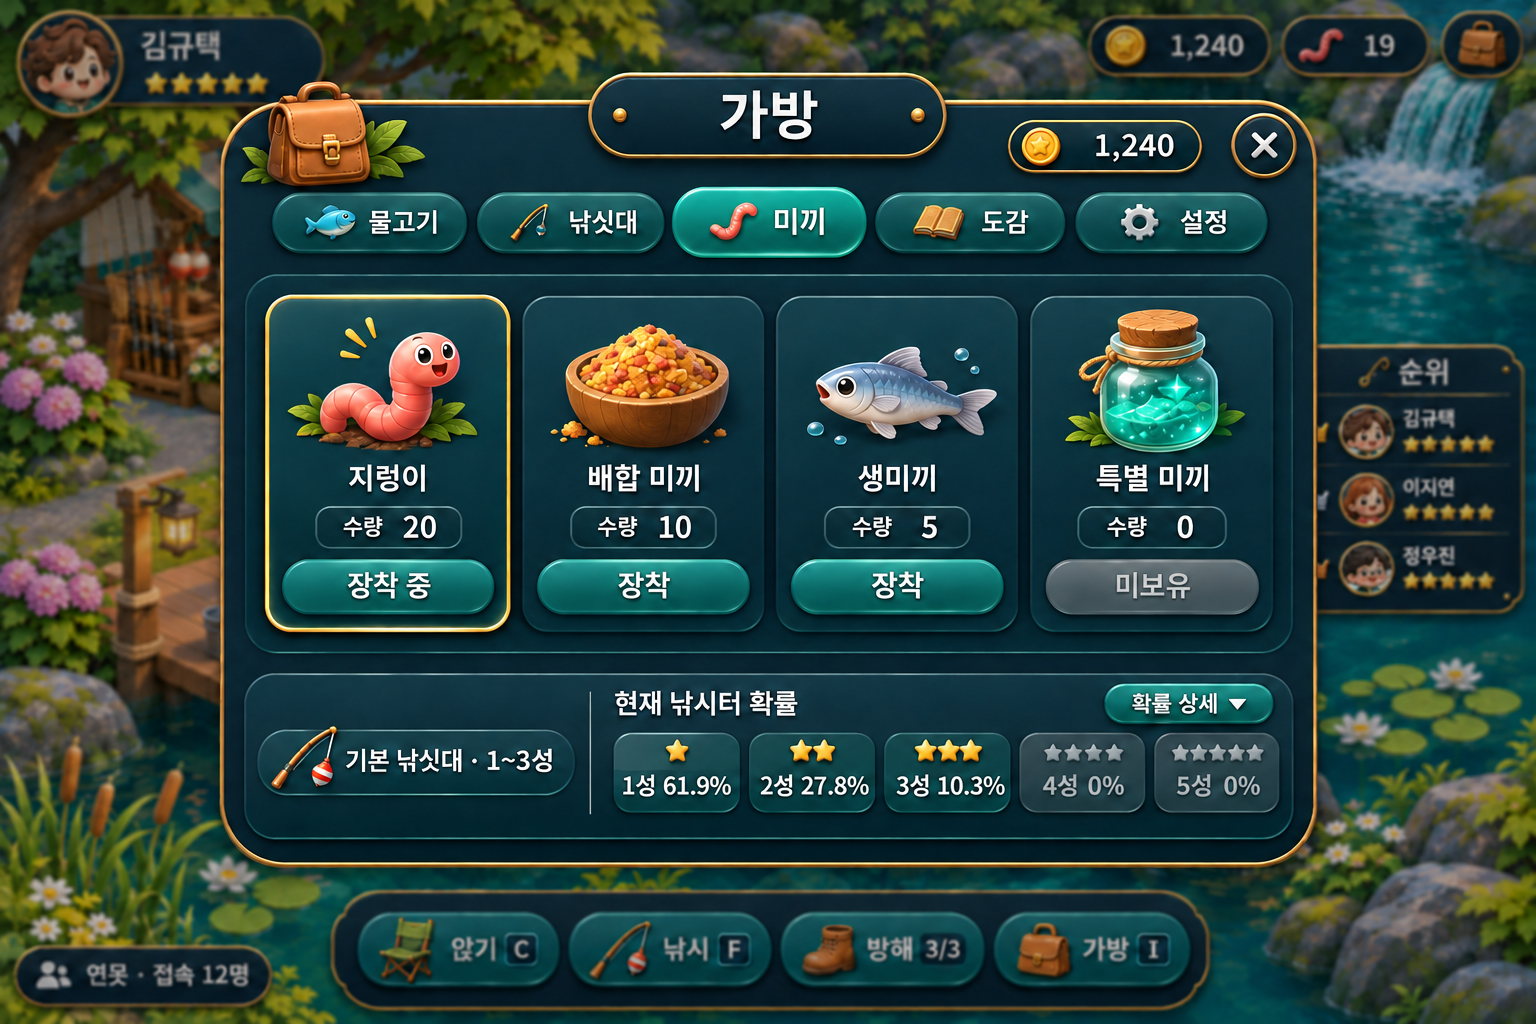 김규택
1,240
19
가방
1,240
물고기
낚싯대
미끼
도감
설정
지렁이
수량 20
장착 중
배합 미끼
수량 10
장착
생미끼
수량 5
장착
특별 미끼
수량 0
미보유
순위
김규택
이지연
정우진
기본 낚싯대 · 1~3성
현재 낚시터 확률
확률 상세 ▼
1성 61.9%
2성 27.8%
3성 10.3%
4성 0%
5성 0%
앉기 C
낚시 F
방해 3/3
가방 I
연못 · 접속 12명